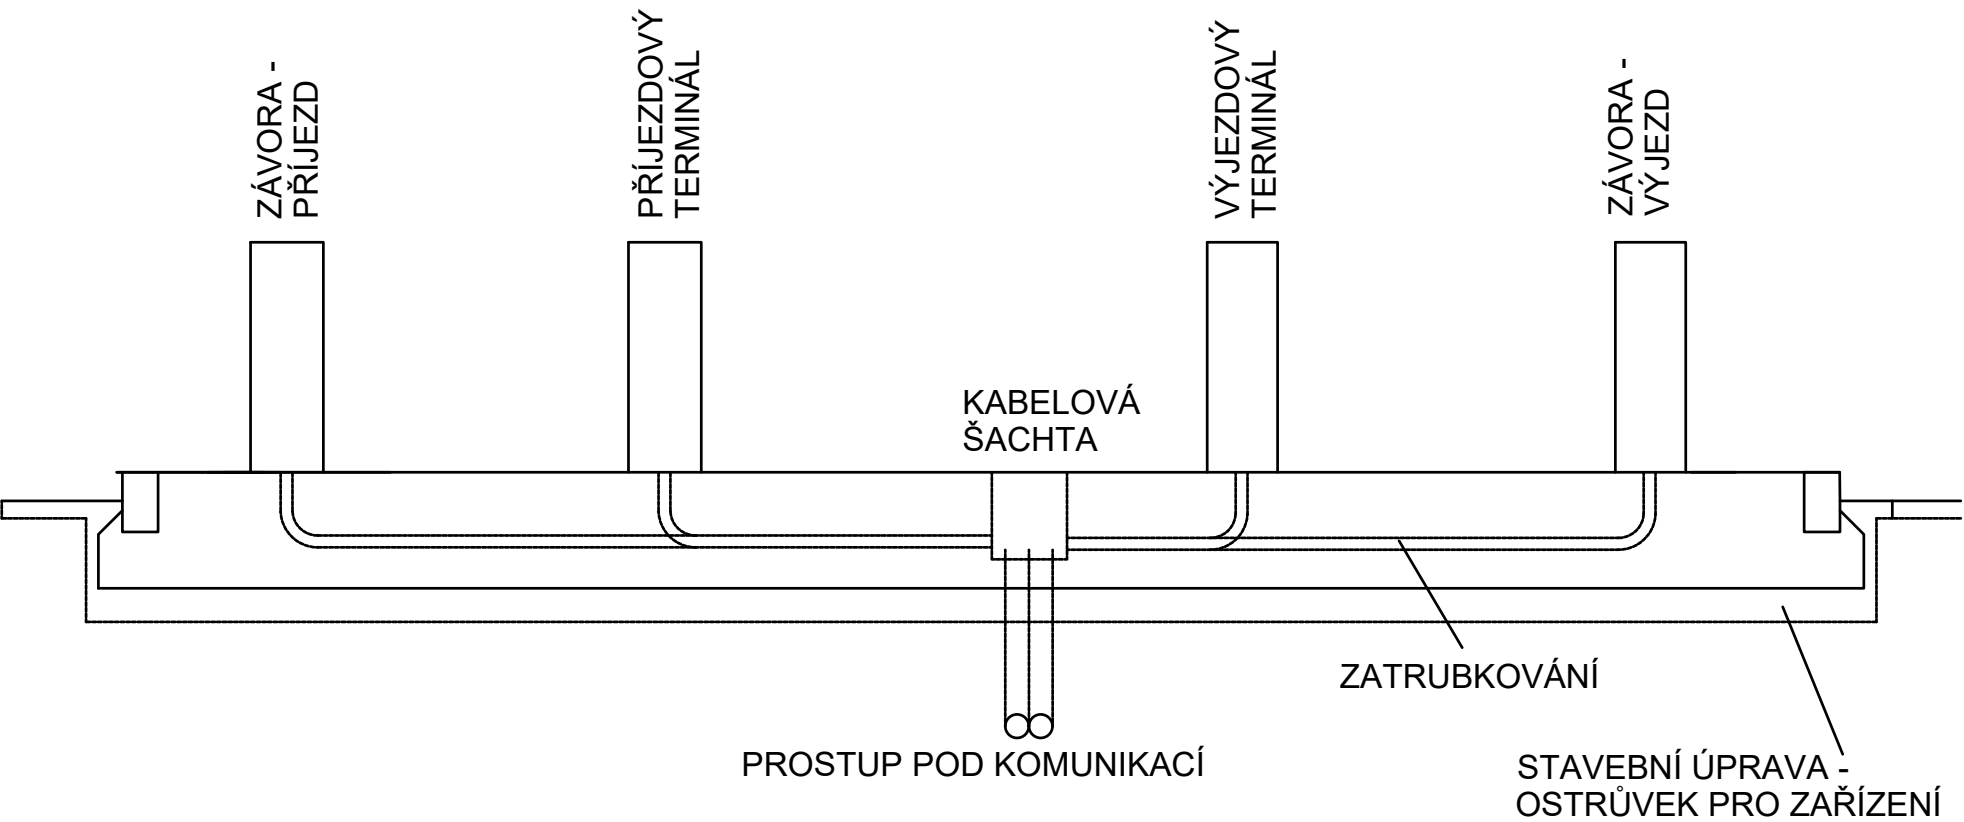 ZÁVORA -
PŘÍJEZD
PŘÍJEZDOVÝ
TERMINÁL
VÝJEZDOVÝ
TERMINÁL
ZÁVORA -
VÝJEZD
KABELOVÁ
ŠACHTA
ZATRUBKOVÁNÍ
PROSTUP POD KOMUNIKACÍ
STAVEBNÍ ÚPRAVA -
OSTRŮVEK PRO ZAŘÍZENÍ